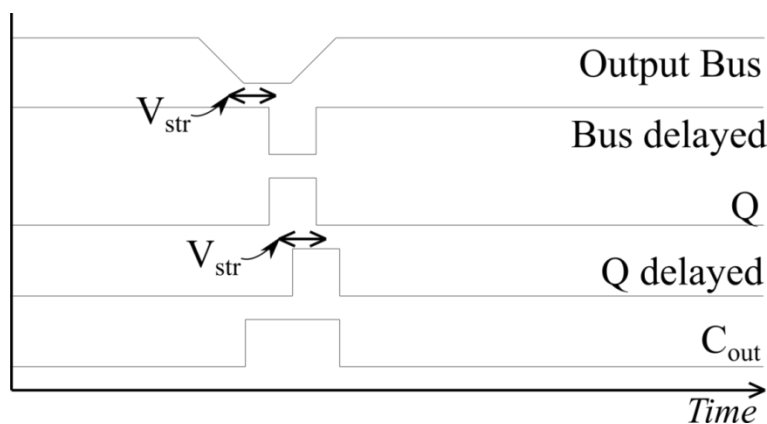 Output Bus
Vstr
Bus delayed
Q
Vstr
Q delayed
Cout
Time